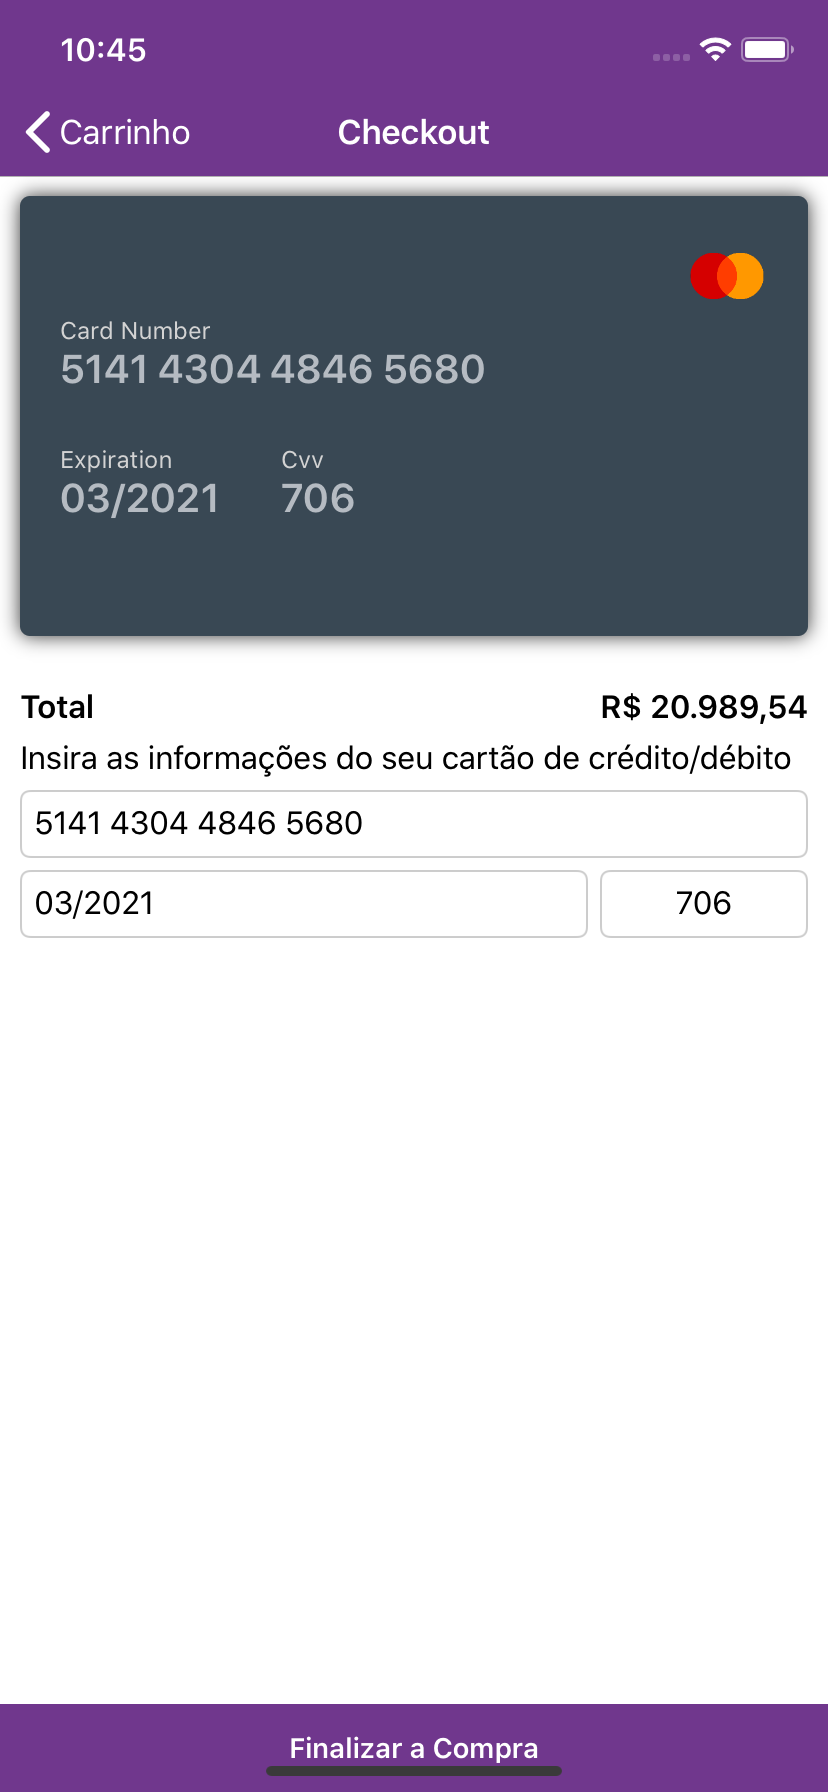 10:45
Carrinho
Checkout
Card Number
5141 4304 4846 5680
Expiration Cvv
03/2021 706
Total R$ 20.989,54
Insira as informações do seu cartão de crédito/débito
5141 4304 4846 5680
03/2021 706
Finalizar a Compra